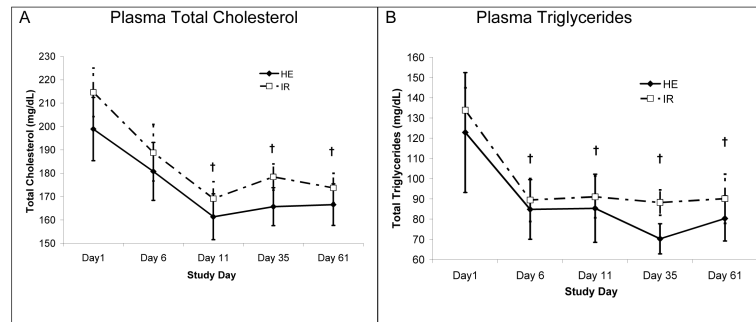 A Plasma Total Cholesterol
Total Cholesterol (mg/dL)
230
220
210
200
190
180
170
160
150
HE
IR
†
†
†
Day1 Day 6 Day 11 Day 35 Day 61
Study Day
B Plasma Triglycerides
Total Triglycerides (mg/dL)
160
150
140
130
120
110
100
90
80
70
60
HE
IR
† † † †
Day1 Day 6 Day 11 Day 35 Day 61
Study Day